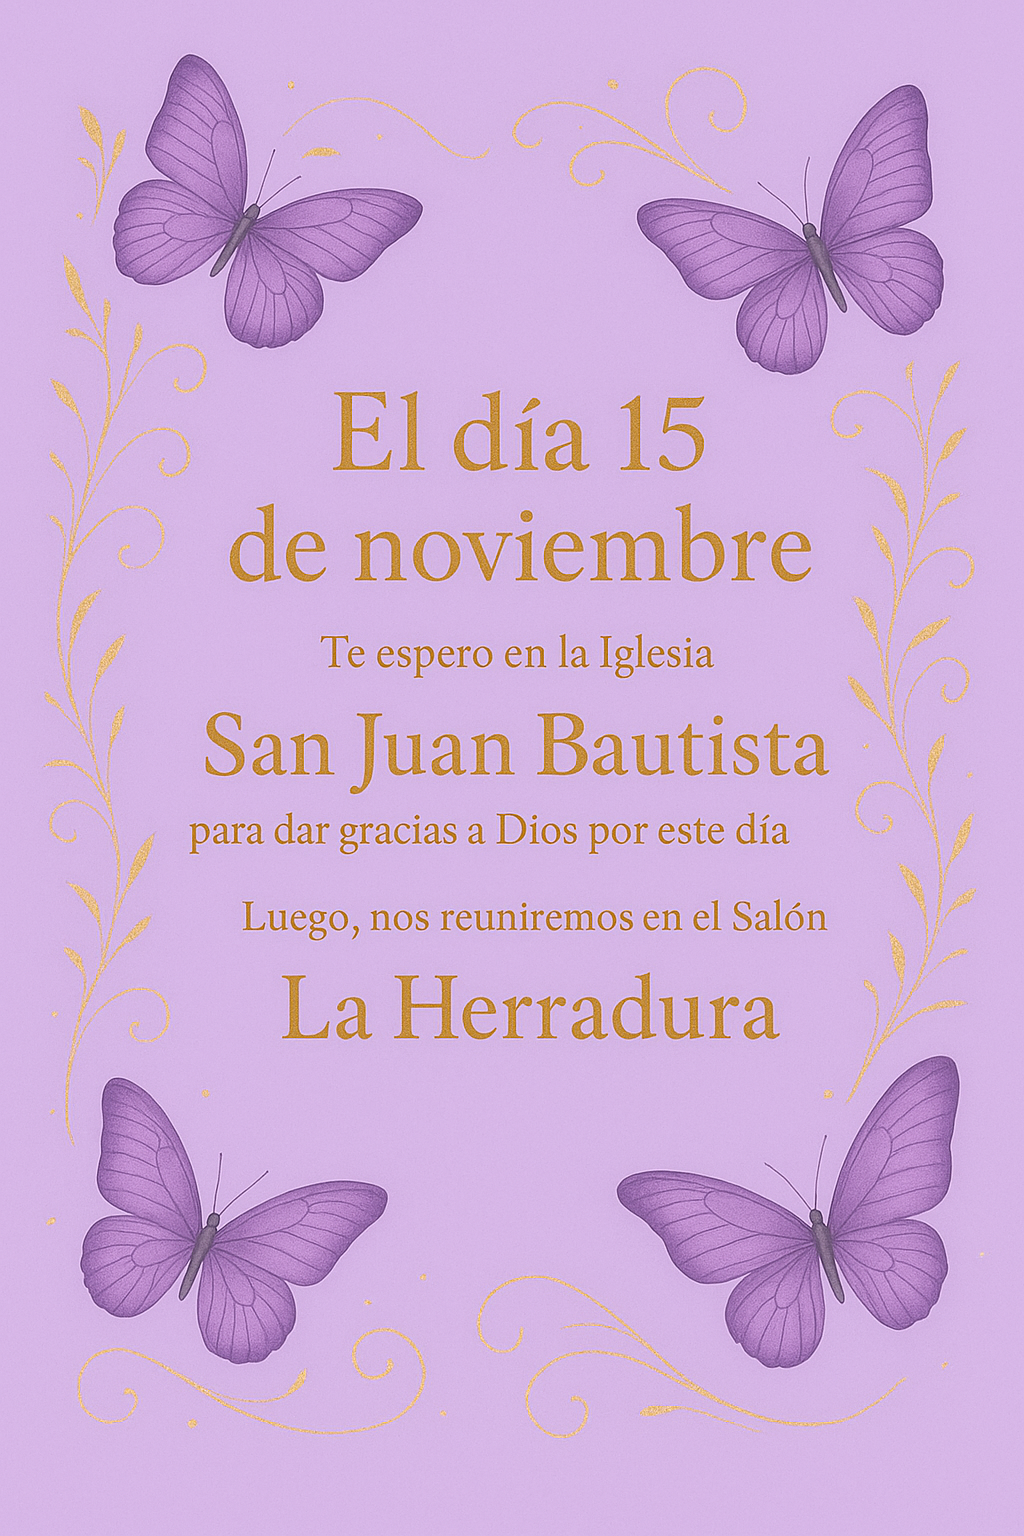 El día 15
de noviembre
Te espero en la Iglesia
San Juan Bautista
para dar gracias a Dios por este día
Luego, nos reuniremos en el Salón
La Herradura